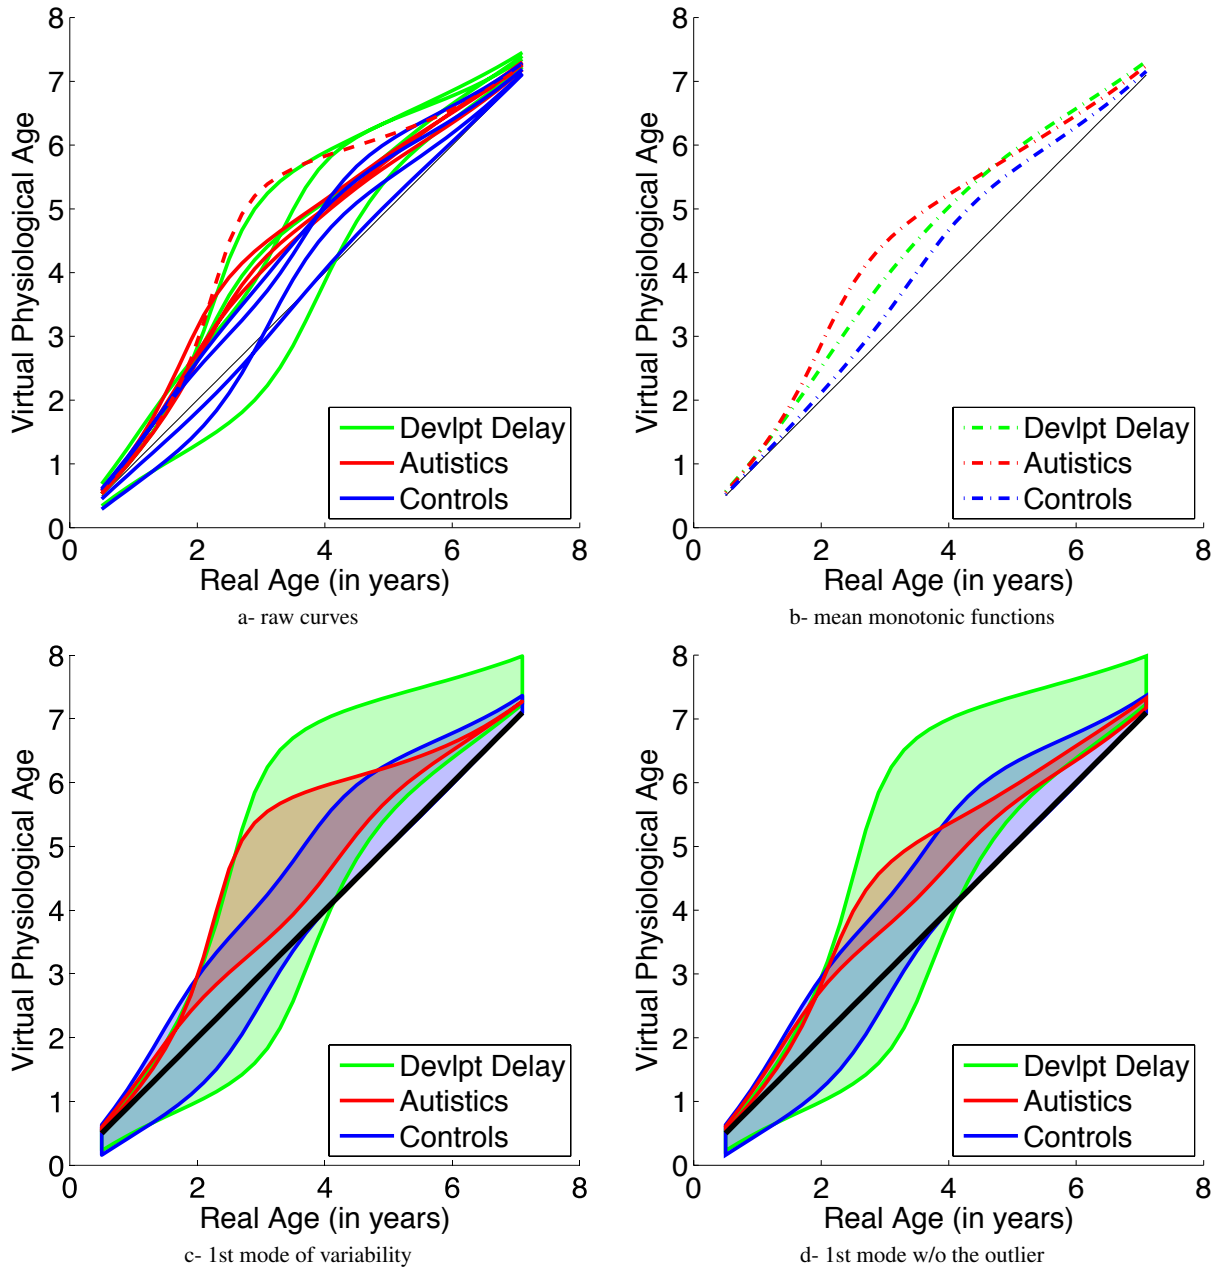 8
7
6
5
4
3
2
1
0
0 2 4 6 8
Virtual Physiological Age
Real Age (in years)
Devlpt Delay
Autistics
Controls
a- raw curves
8
7
6
5
4
3
2
1
0
0 2 4 6 8
Virtual Physiological Age
Real Age (in years)
Devlpt Delay
Autistics
Controls
b- mean monotonic functions
8
7
6
5
4
3
2
1
0
0 2 4 6 8
Virtual Physiological Age
Real Age (in years)
Devlpt Delay
Autistics
Controls
c- 1st mode of variability
8
7
6
5
4
3
2
1
0
0 2 4 6 8
Virtual Physiological Age
Real Age (in years)
Devlpt Delay
Autistics
Controls
d- 1st mode w/o the outlier